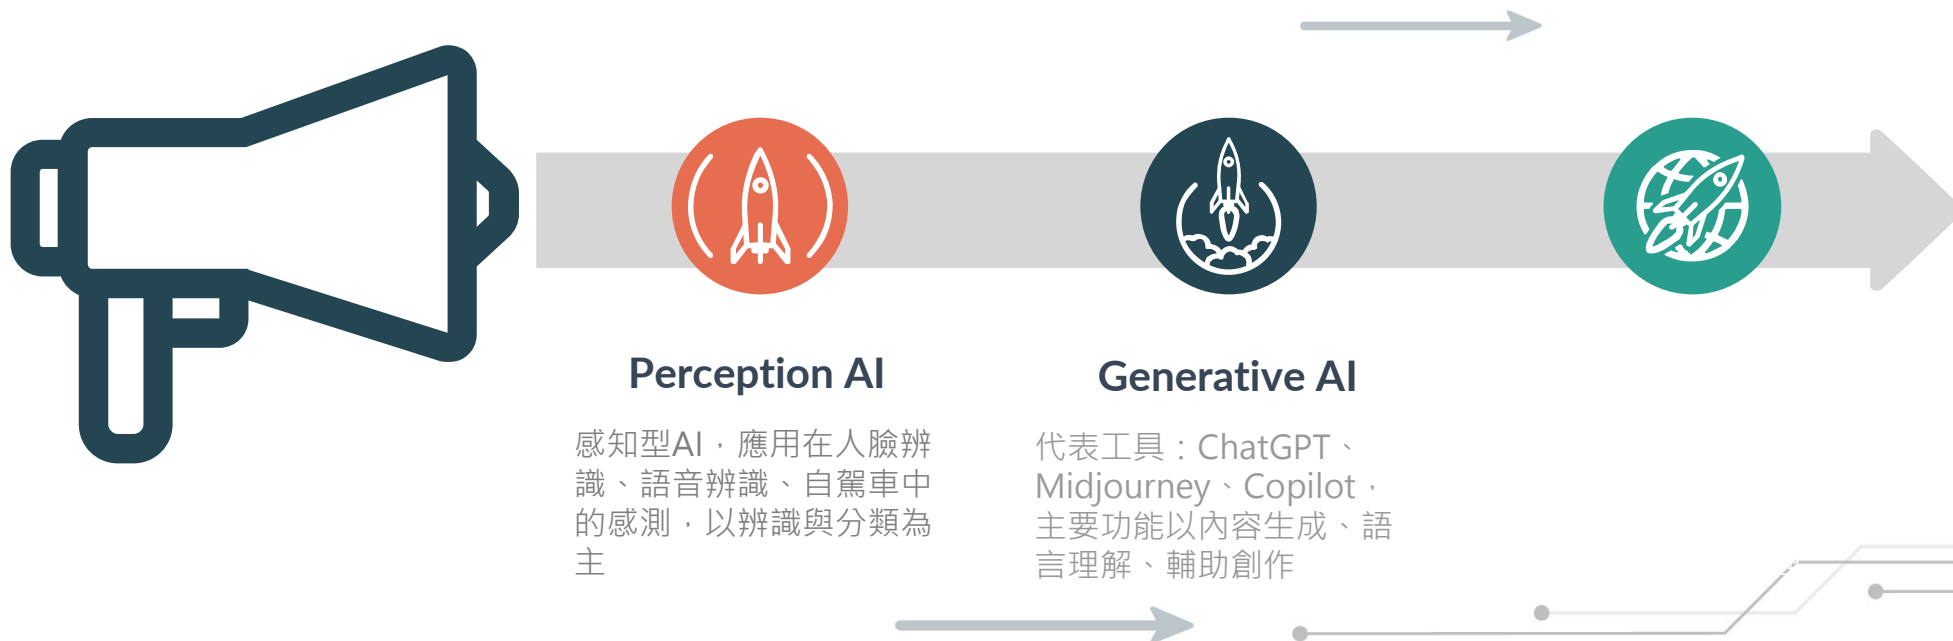 Perception AI
感知型AI，應用在人臉辨
識、語音辨識、自駕車中
的感測，以辨識與分類為
主
Generative AI
代表工具：ChatGPT、
Midjourney、Copilot，
主要功能以內容生成、語
言理解、輔助創作